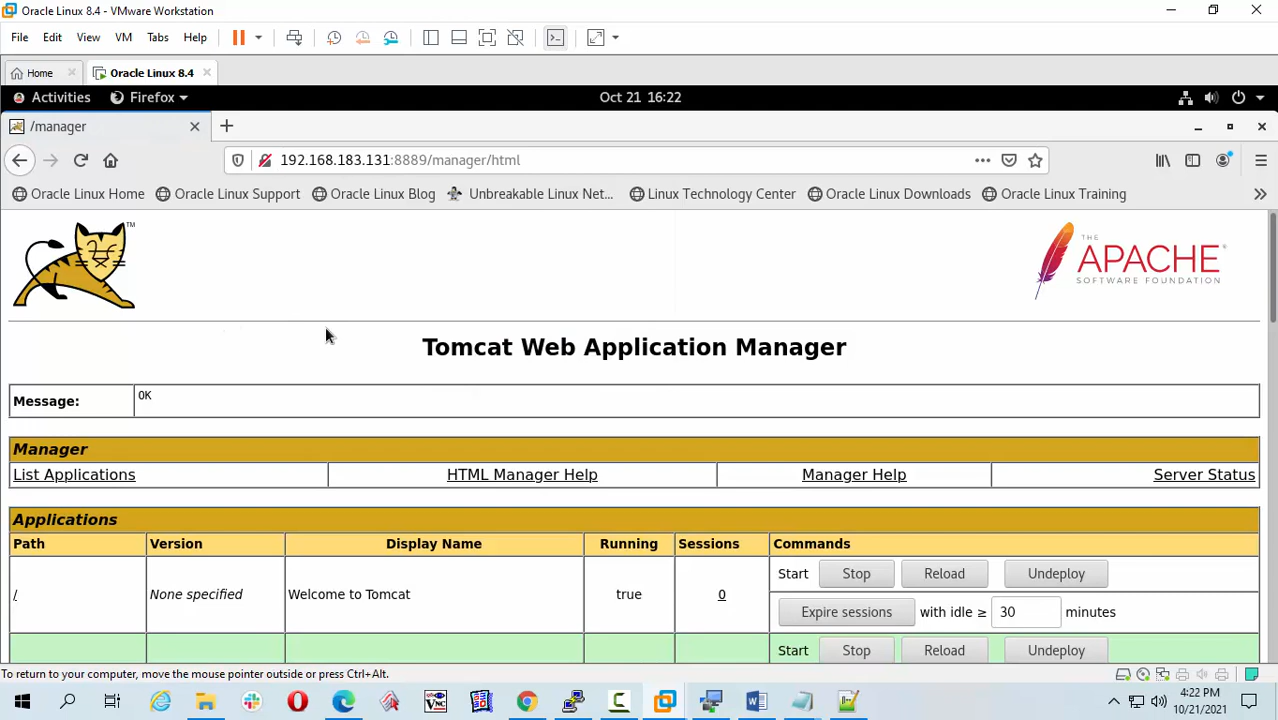 Oracle Linux 8.4 - VMware Workstation
File Edit View VM Tabs Help
Home Oracle Linux 8.4
Activities Firefox Oct 21 16:22
/manager
192.168.183.131:8889/manager/html
Oracle Linux Home Oracle Linux Support Oracle Linux Blog Unbreakable Linux Net... Linux Technology Center Oracle Linux Downloads Oracle Linux Training
TM
THE
APACHE®
SOFTWARE FOUNDATION
Tomcat Web Application Manager
Message: OK
Manager
List Applications HTML Manager Help Manager Help Server Status
Applications
Path Version Display Name Running Sessions Commands
Start Stop Reload Undeploy
/ None specified Welcome to Tomcat true 0
Expire sessions with idle ≥ 30 minutes
Start Stop Reload Undeploy
To return to your computer, move the mouse pointer outside or press Ctrl+Alt.
4:22 PM
10/21/2021